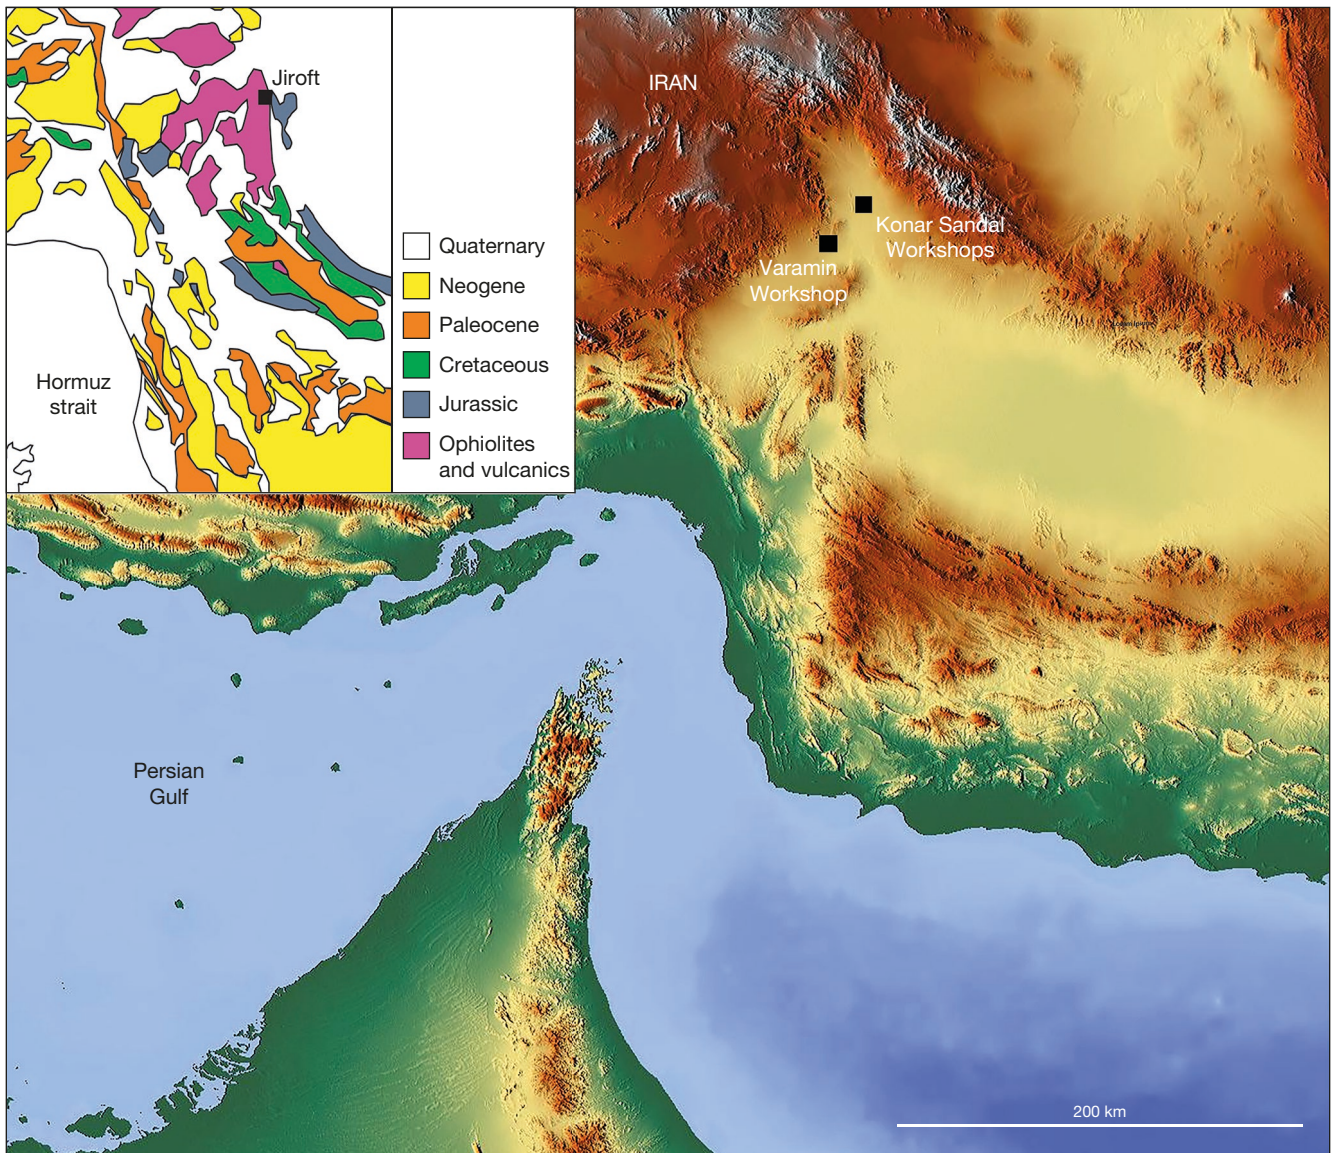 Jiroft
Quaternary
Neogene
Paleocene
Cretaceous
Jurassic
Ophiolites
and vulcanics
Hormuz
strait
IRAN
Konar Sandal
Workshops
Varamin
Workshop
Persian
Gulf
200 km